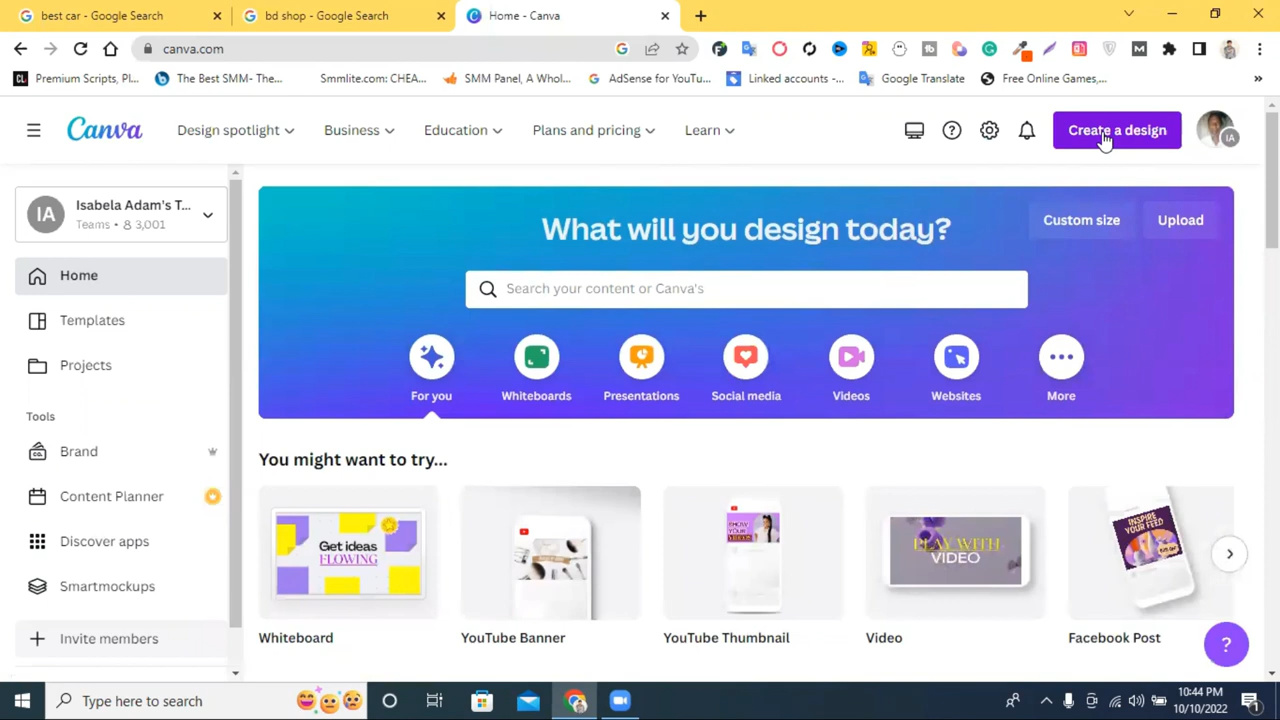 best car - Google Search
bd shop - Google Search
Home - Canva
canva.com
Premium Scripts, Pl...
The Best SMM- The...
Smmlite.com: CHEA...
SMM Panel, A Whol...
AdSense for YouTu...
Linked accounts -...
Google Translate
Free Online Games,...
»
Canva
Design spotlight
Business
Education
Plans and pricing
Learn
Create a design
IA
IA
Isabela Adam's T...
Teams • 3,001
What will you design today?
Custom size
Upload
Search your content or Canva's
For you
Whiteboards
Presentations
Social media
Videos
Websites
More
Home
Templates
Projects
Tools
Brand
Content Planner
Discover apps
Smartmockups
Invite members
You might want to try...
Get ideas
FLOWING
SHOW
YOUR
PLAY WITH
VIDEO
INSPIRE
YOUR FEED
Whiteboard
YouTube Banner
YouTube Thumbnail
Video
Facebook Post
?
Type here to search
10:44 PM
10/10/2022